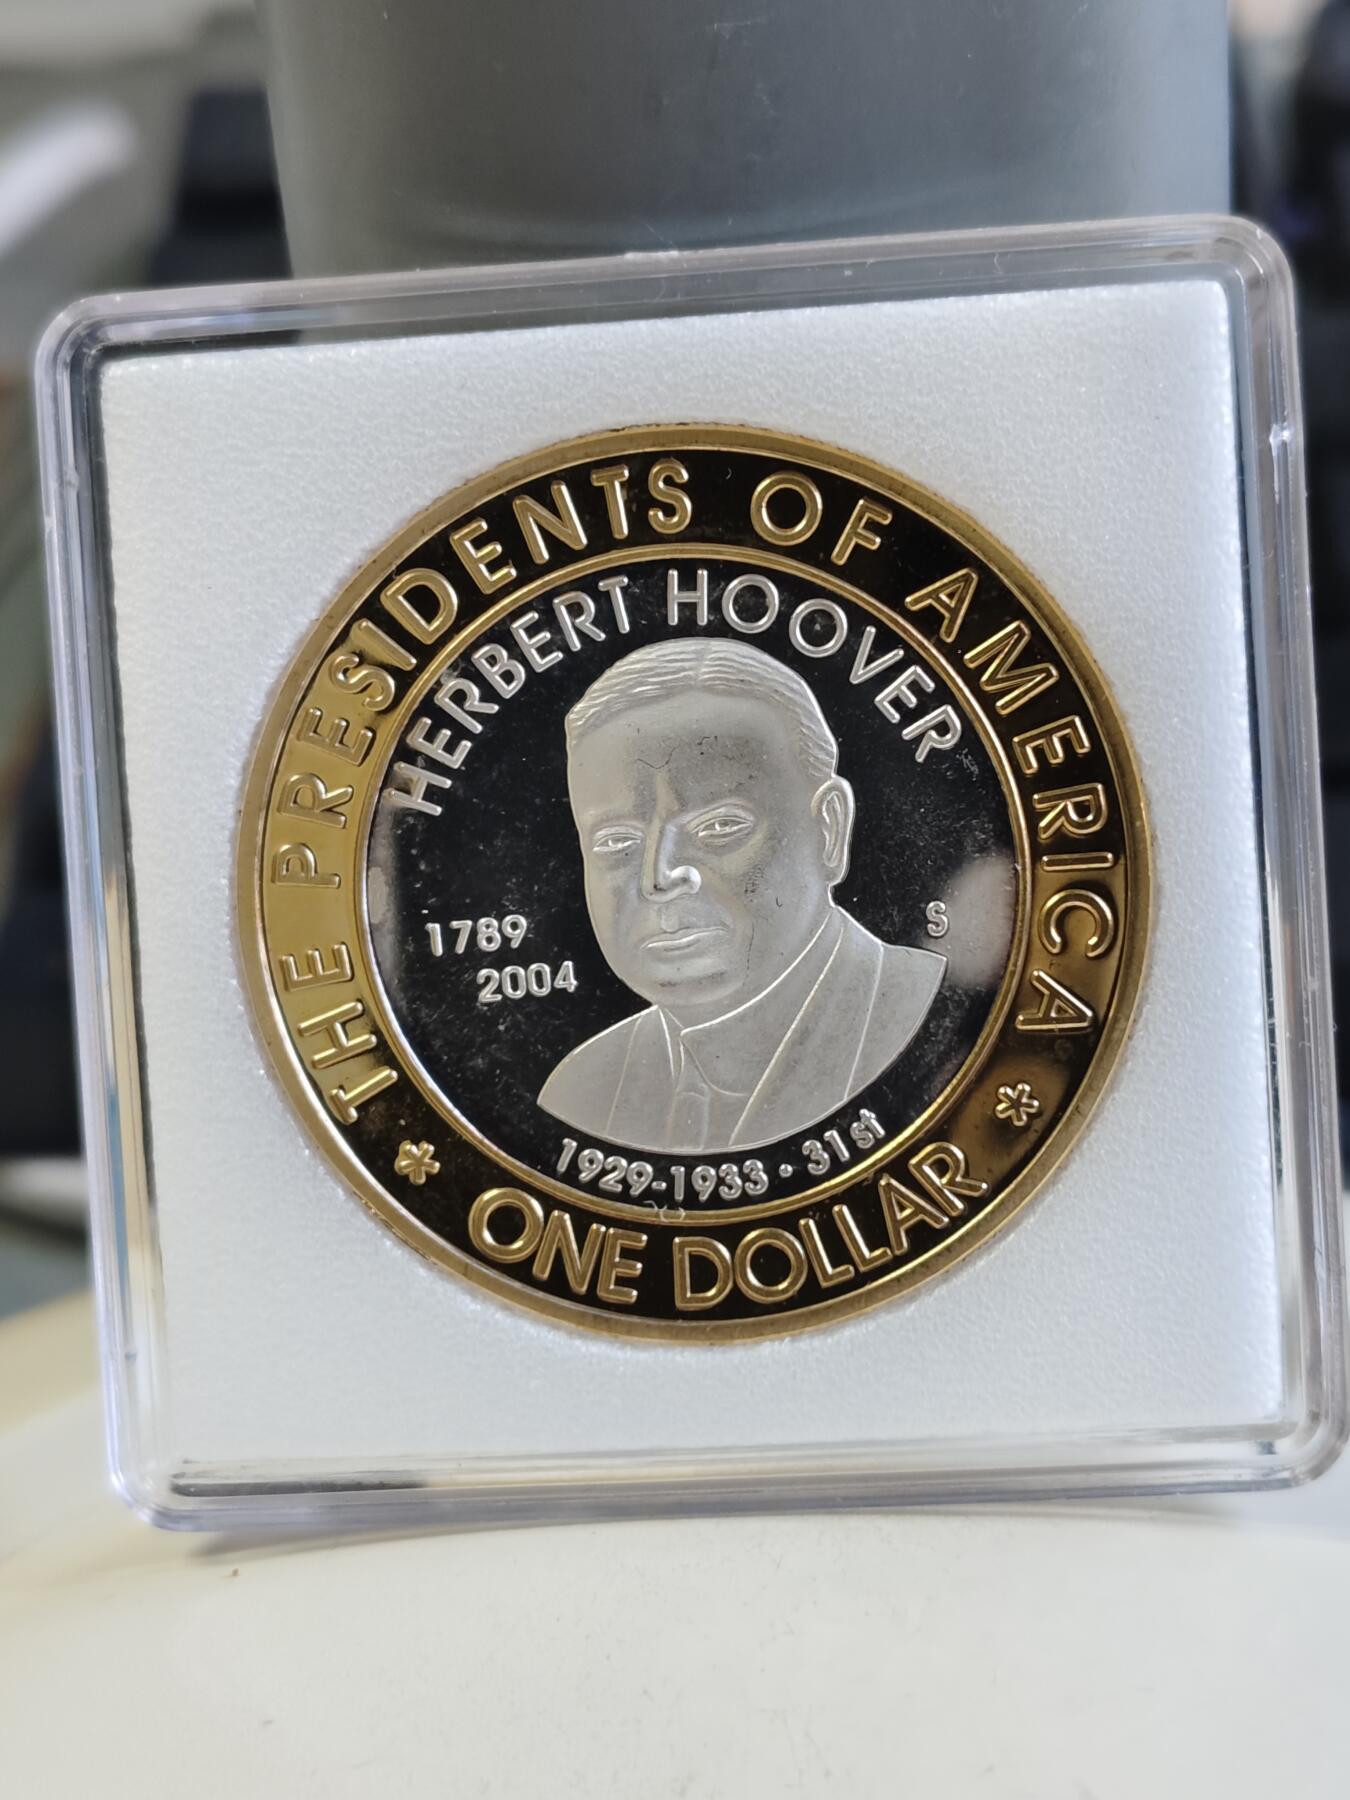 THE PRESIDENTS OF AMERICA
HERBERT HOOVER
1789
2004
S
1929-1933 • 31st
* ONE DOLLAR *